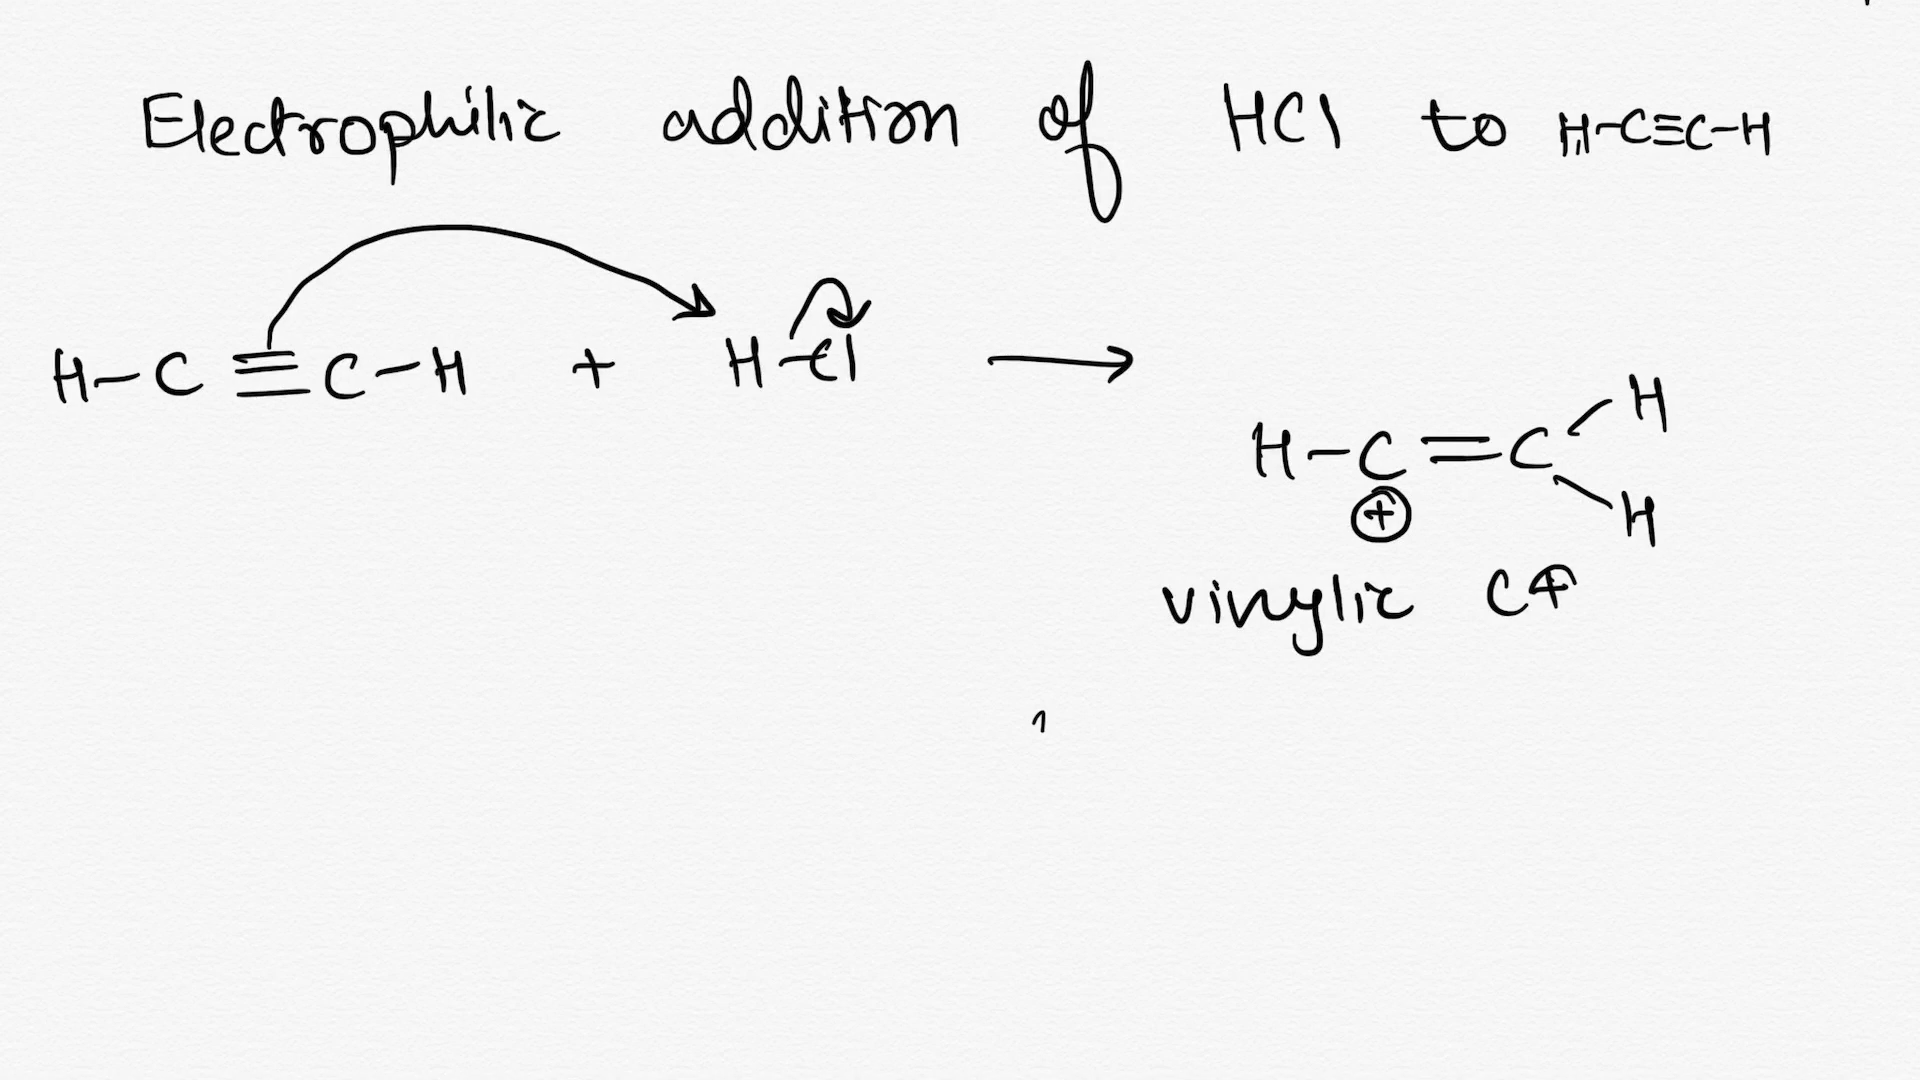 Electrophilic addition of HCl to H-C≡C-H
H-C≡C-H + H-Cl →
H
H-C=C
⊕
H
vinylic C⊕